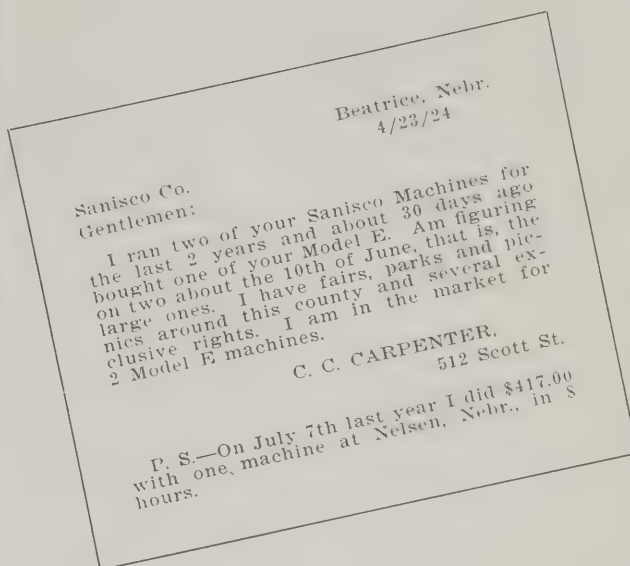 Beatrice, Nebr.
4/23/24
Sanisco Co.
Gentlemen:
I ran two of your Sanisco Machines for
the last 2 years and about 30 days ago
bought one of your Model E. Am figuring
on two about the 10th of June, that is, the
large ones. I have fairs, parks and pic-
nics around this county and several ex-
clusive rights. I am in the market for
2 Model E machines.
C. C. CARPENTER,
512 Scott St.
P. S.—On July 7th last year I did $417.00
with one machine at Nelsen, Nebr., in 8
hours.